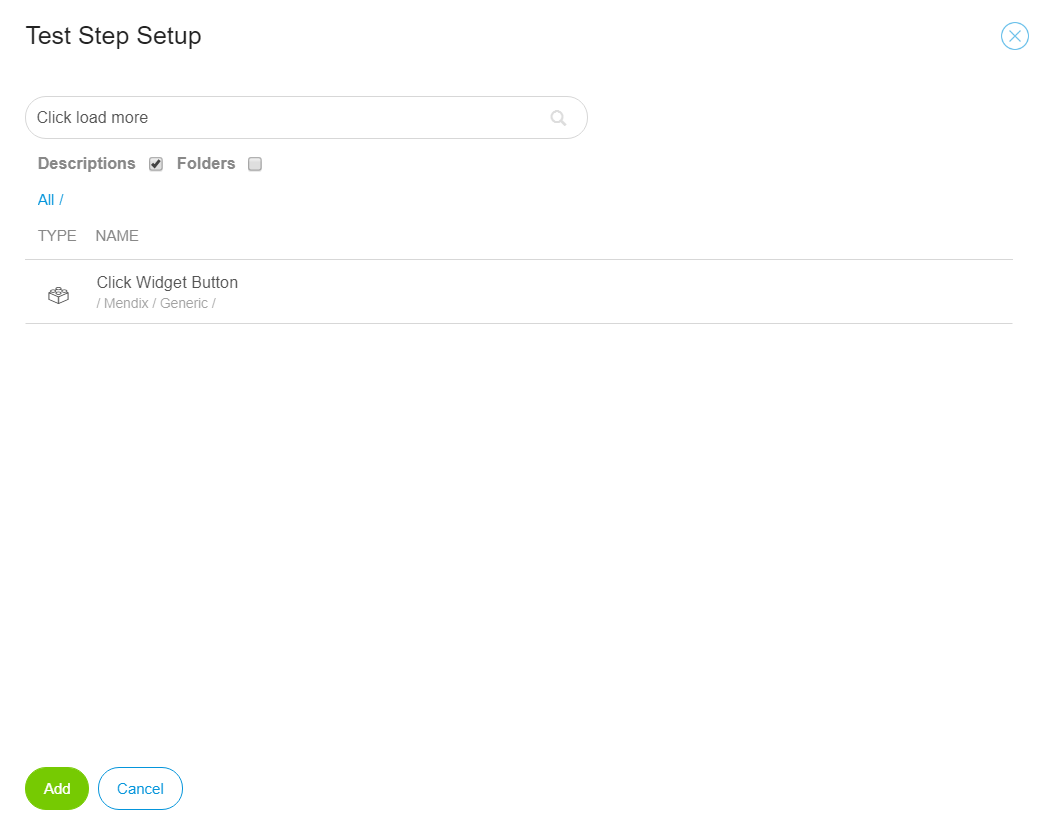 Test Step Setup
Click load more
Descriptions Folders
All /
TYPE NAME
Click Widget Button
/ Mendix / Generic /
Add Cancel